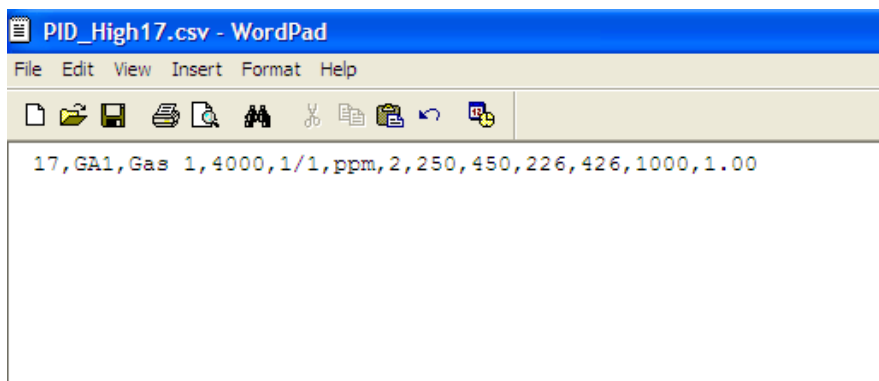 PID_High17.csv - WordPad
File Edit View Insert Format Help
17,GA1,Gas 1,4000,1/1,ppm,2,250,450,226,426,1000,1.00